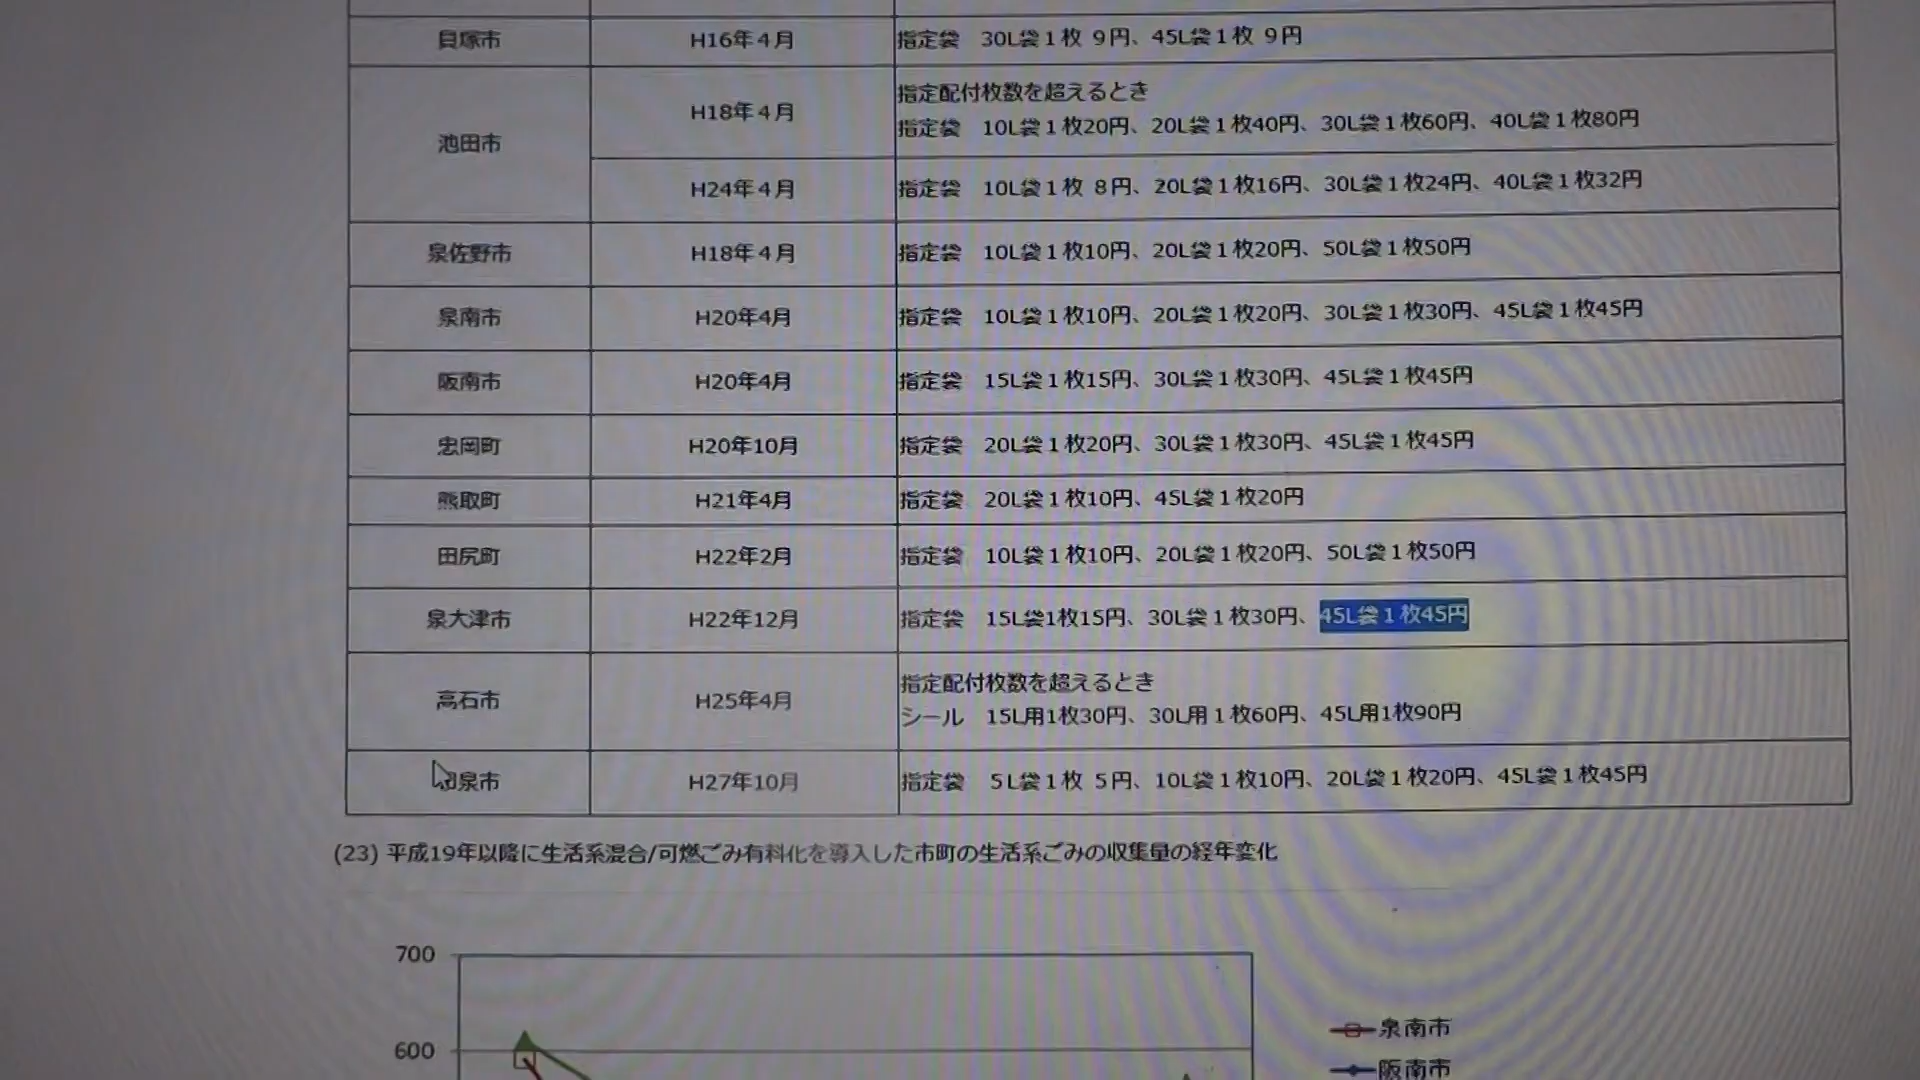 貝塚市 H16年4月 指定袋 30L袋1枚 9円、45L袋1枚 9円
池田市 H18年4月 指定配付枚数を超えるとき
指定袋 10L袋1枚20円、20L袋1枚40円、30L袋1枚60円、40L袋1枚80円
H24年4月 指定袋 10L袋1枚 8円、20L袋1枚16円、30L袋1枚24円、40L袋1枚32円
泉佐野市 H18年4月 指定袋 10L袋1枚10円、20L袋1枚20円、50L袋1枚50円
泉南市 H20年4月 指定袋 10L袋1枚10円、20L袋1枚20円、30L袋1枚30円、45L袋1枚45円
阪南市 H20年4月 指定袋 15L袋1枚15円、30L袋1枚30円、45L袋1枚45円
忠岡町 H20年10月 指定袋 20L袋1枚20円、30L袋1枚30円、45L袋1枚45円
熊取町 H21年4月 指定袋 20L袋1枚10円、45L袋1枚20円
田尻町 H22年2月 指定袋 10L袋1枚10円、20L袋1枚20円、50L袋1枚50円
泉大津市 H22年12月 指定袋 15L袋1枚15円、30L袋1枚30円、45L袋1枚45円
高石市 H25年4月 指定配付枚数を超えるとき
シール 15L用1枚30円、30L用1枚60円、45L用1枚90円
泉市 H27年10月 指定袋 5L袋1枚 5円、10L袋1枚10円、20L袋1枚20円、45L袋1枚45円
(23) 平成19年以降に生活系混合/可燃ごみ有料化を導入した市町の生活系ごみの収集量の経年変化
700
600
泉南市
阪南市